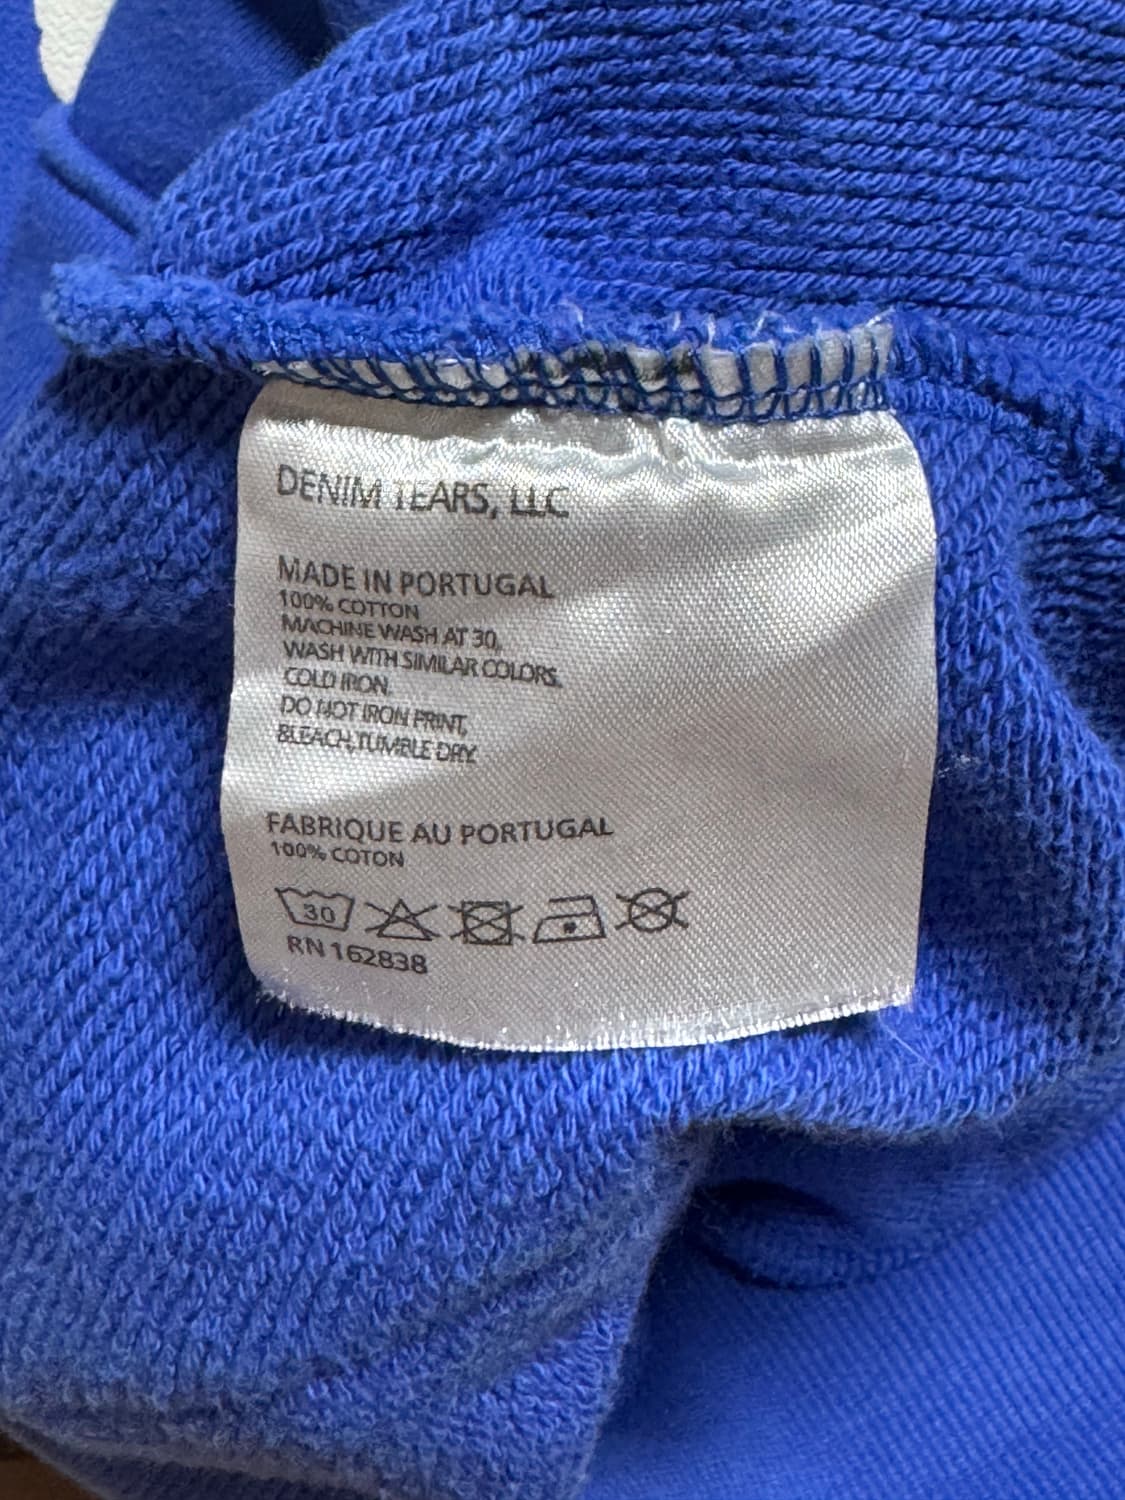 DENIM TEARS, LLC
MADE IN PORTUGAL
100% COTTON
MACHINE WASH AT 30,
WASH WITH SIMILAR COLORS,
COLD IRON.
DO NOT IRON PRINT,
BLEACH,TUMBLE DRY.
FABRIQUE AU PORTUGAL
100% COTON
30
RN 162838